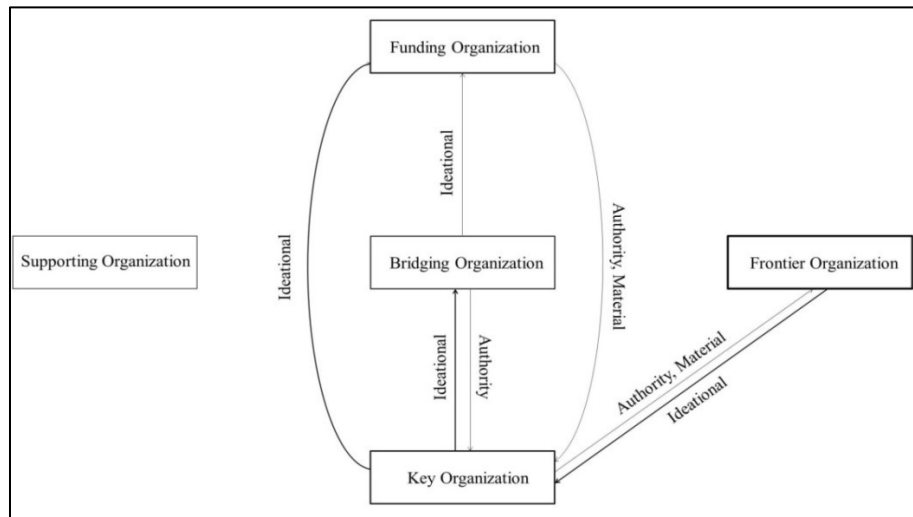 Funding Organization
Ideational
Ideational
Authority, Material
Supporting Organization
Bridging Organization
Frontier Organization
Ideational
Authority
Authority, Material
Ideational
Key Organization